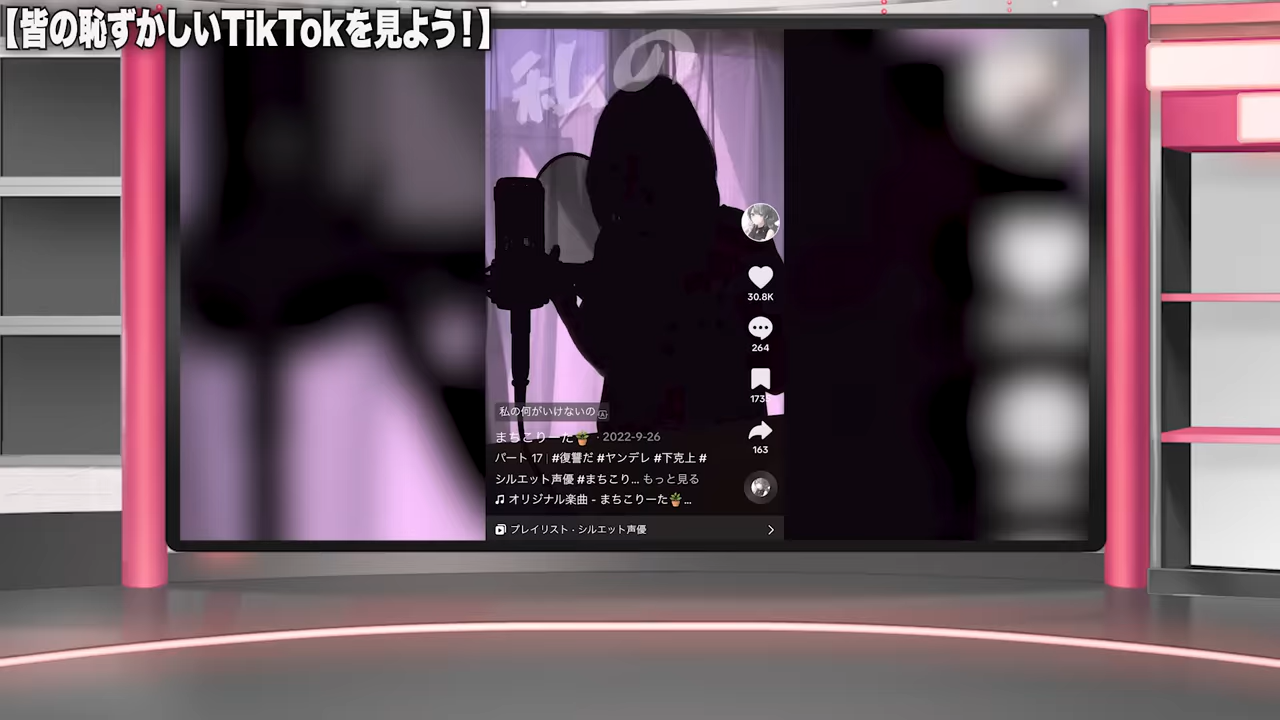 【皆の恥ずかしいTikTokを見よう！】
私の
30.8K
264
173
163
私の何がいけないの
まちこりーた🪴 · 2022-9-26
パート 17 | #復讐だ #ヤンデレ #下克上 #
シルエット声優 #まちこり... もっと見る
オリジナル楽曲 - まちこりーた🪴...
プレイリスト · シルエット声優